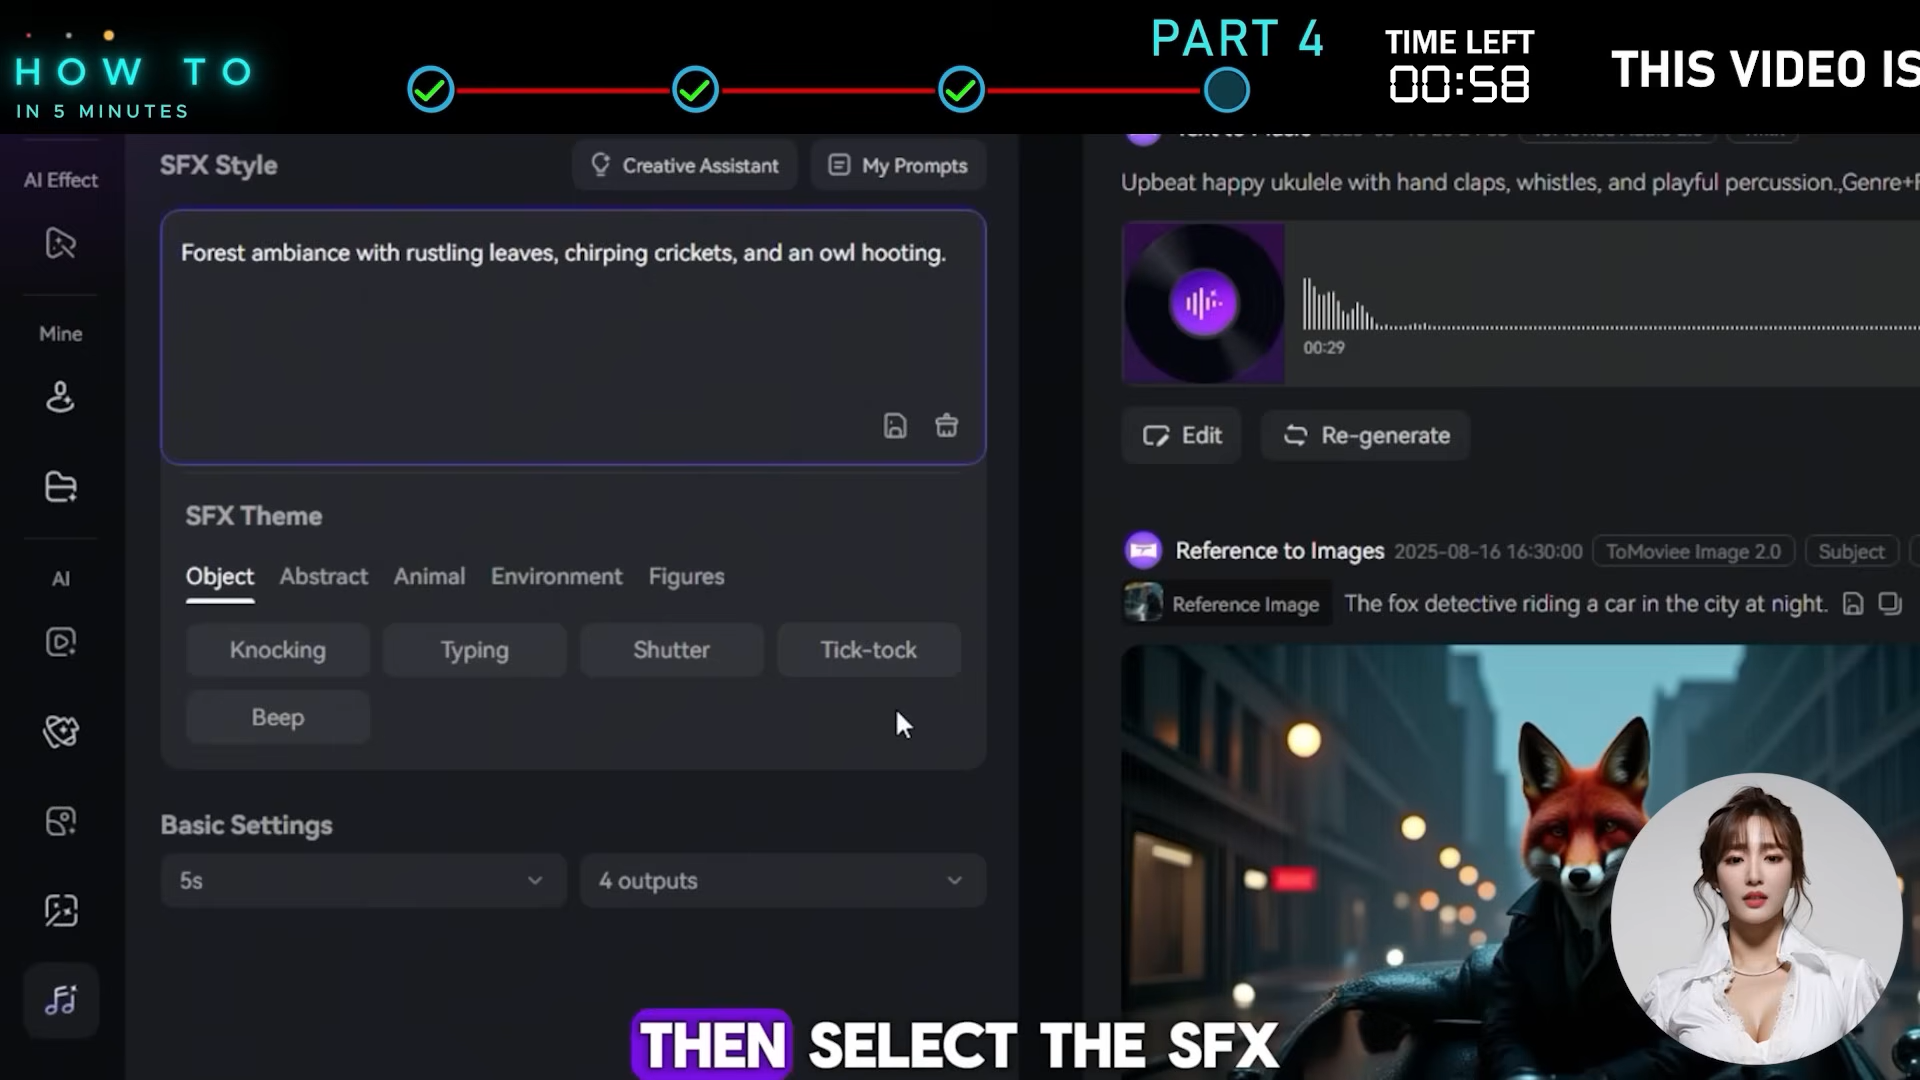 HOW TO
IN 5 MINUTES
PART 4
TIME LEFT
00:58
THIS VIDEO IS
AI Effect
Mine
AI
SFX Style
Creative Assistant
My Prompts
Forest ambiance with rustling leaves, chirping crickets, and an owl hooting.
SFX Theme
Object Abstract Animal Environment Figures
Knocking Typing Shutter Tick-tock
Beep
Basic Settings
5s
4 outputs
Upbeat happy ukulele with hand claps, whistles, and playful percussion.,Genre+
00:29
Edit
Re-generate
Reference to Images 2025-08-16 16:30:00 ToMoviee Image 2.0 Subject
Reference Image The fox detective riding a car in the city at night.
THEN SELECT THE SFX